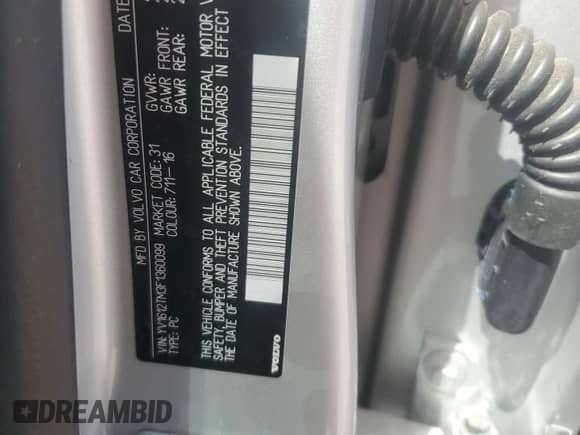 MFD BY VOLVO CAR CORPORATION DATE
GVWR:
GAWR FRONT:
GAWR REAR:
VIN: YV1612TN3F1360099 MARKET CODE: 31
TYPE: PC COLOUR: 711-16
THIS VEHICLE CONFORMS TO ALL APPLICABLE FEDERAL MOTOR V
SAFETY, BUMPER AND THEFT PREVENTION STANDARDS IN EFFECT
THE DATE OF MANUFACTURE SHOWN ABOVE.
VOLVO
DREAMBID